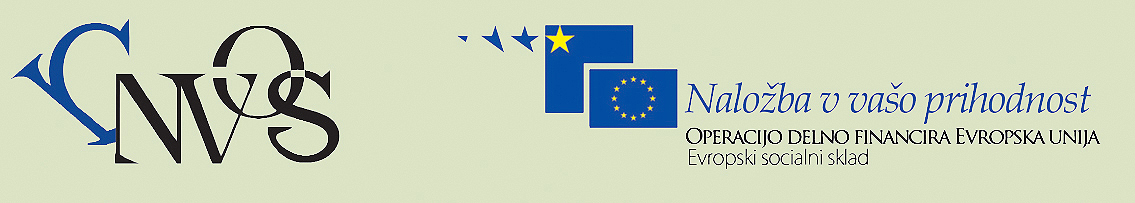 CNVOS
Naložba v vašo prihodnost
OPERACIJO DELNO FINANCIRA EVROPSKA UNIJA
Evropski socialni sklad